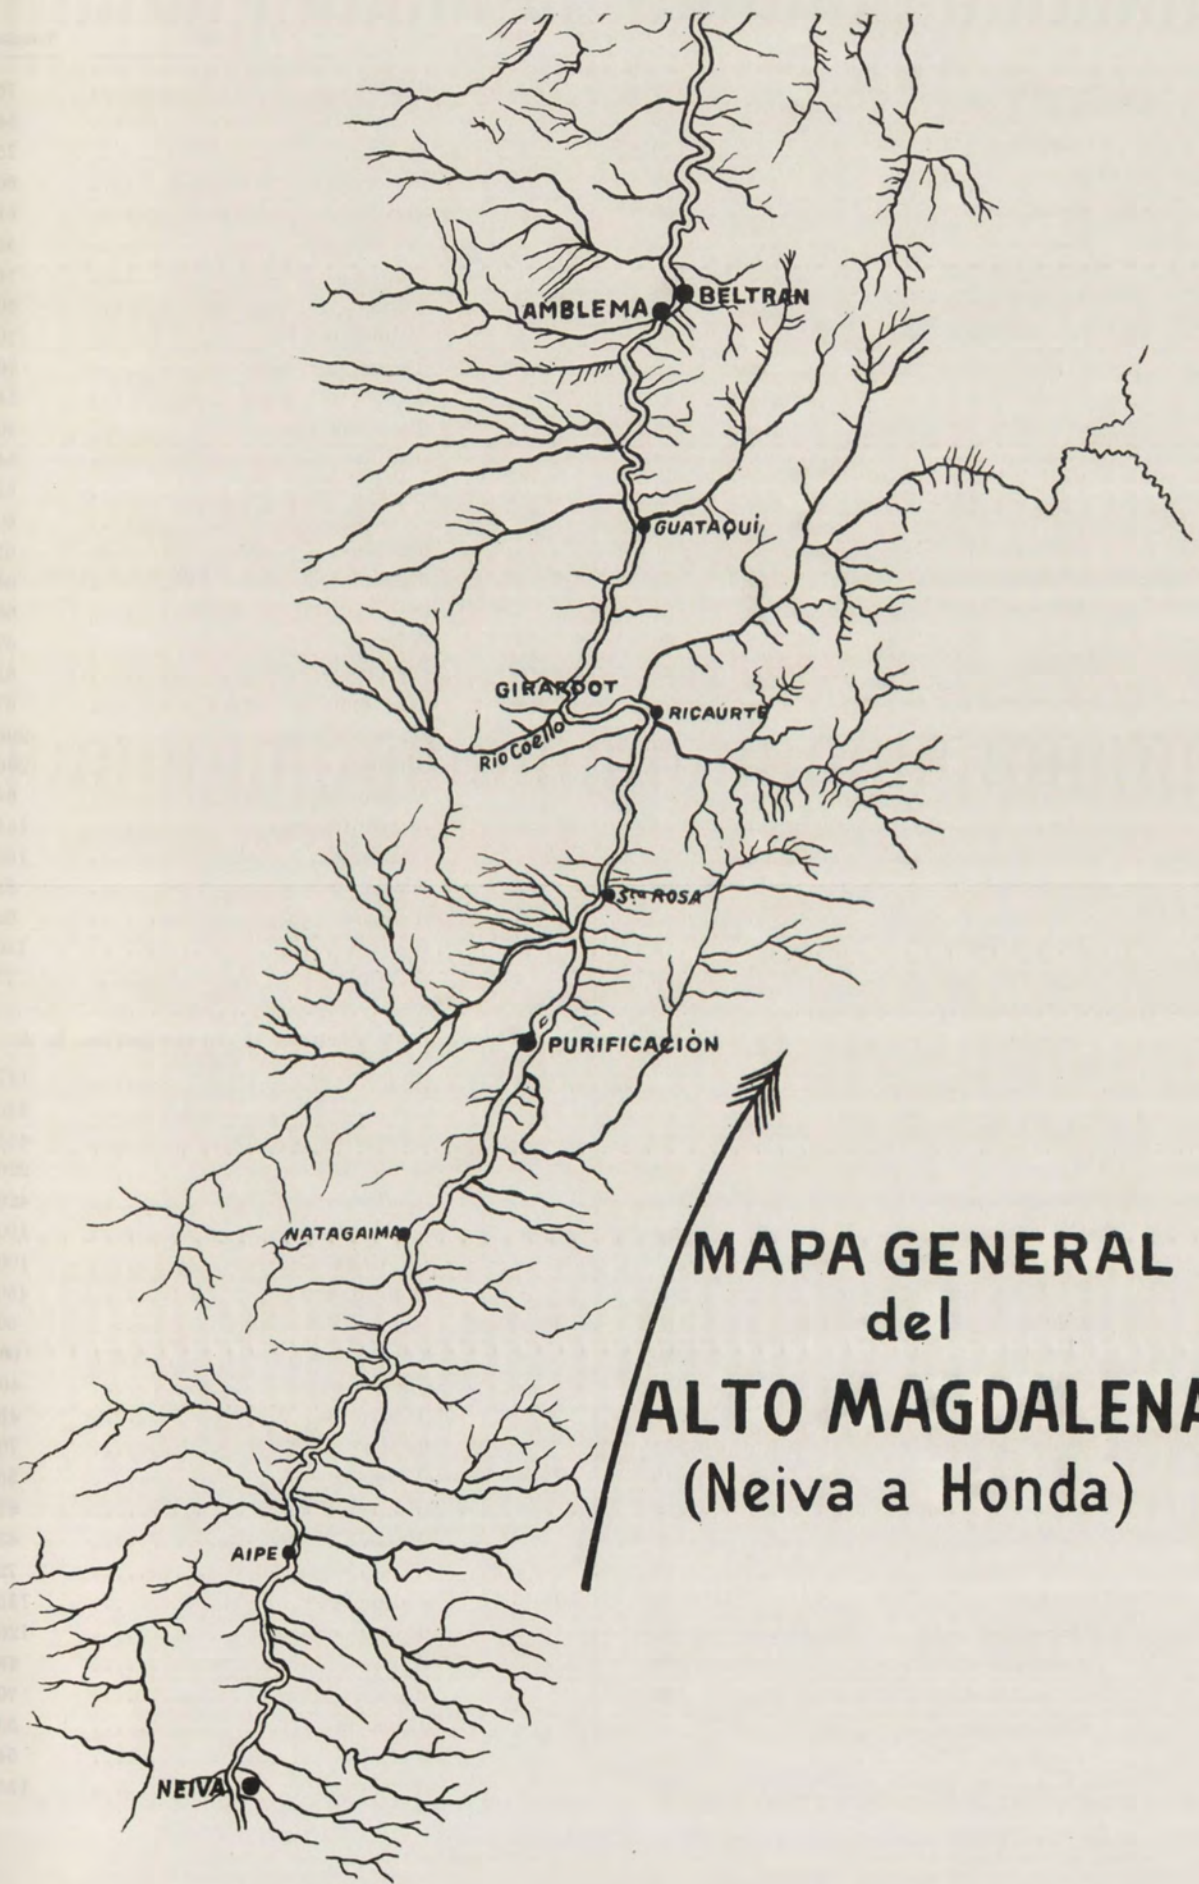 BELTRAN
AMBLEMA
GUATAQUÍ
GIRARDOT
RICAURTE
Rio Coello
Sta ROSA
PURIFICACIÓN
NATAGAIMA
MAPA GENERAL
del
ALTO MAGDALENA
(Neiva a Honda)
AIPE
NEIVA